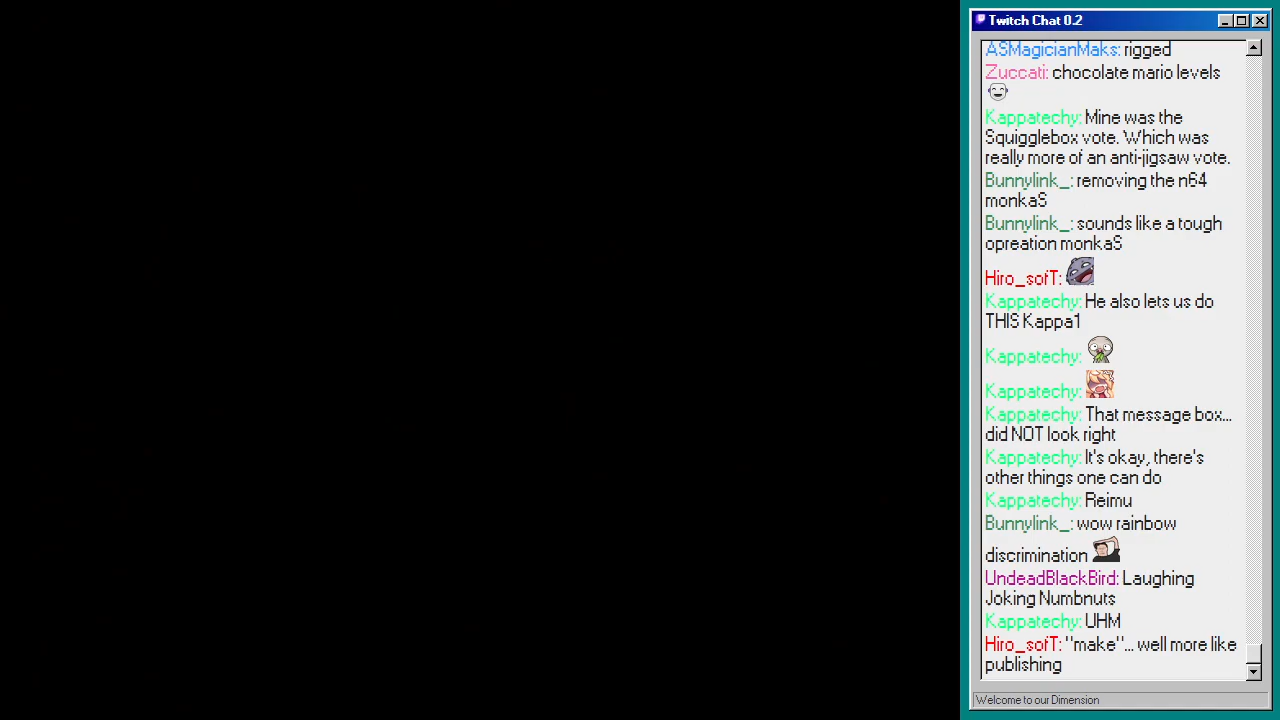 Twitch Chat 0.2
ASMagicianMaks: rigged
Zuccati: chocolate mario levels
Kappatechy: Mine was the
Squigglebox vote. Which was
really more of an anti-jigsaw vote.
Bunnylink_: removing the n64
monkaS
Bunnylink_: sounds like a tough
opreation monkaS
Hiro_sofT:
Kappatechy: He also lets us do
THIS Kappa1
Kappatechy:
Kappatechy:
Kappatechy: That message box...
did NOT look right
Kappatechy: It's okay, there's
other things one can do
Kappatechy: Reimu
Bunnylink_: wow rainbow
discrimination
UndeadBlackBird: Laughing
Joking Numbnuts
Kappatechy: UHM
Hiro_sofT: "make"... well more like
publishing
Welcome to our Dimension